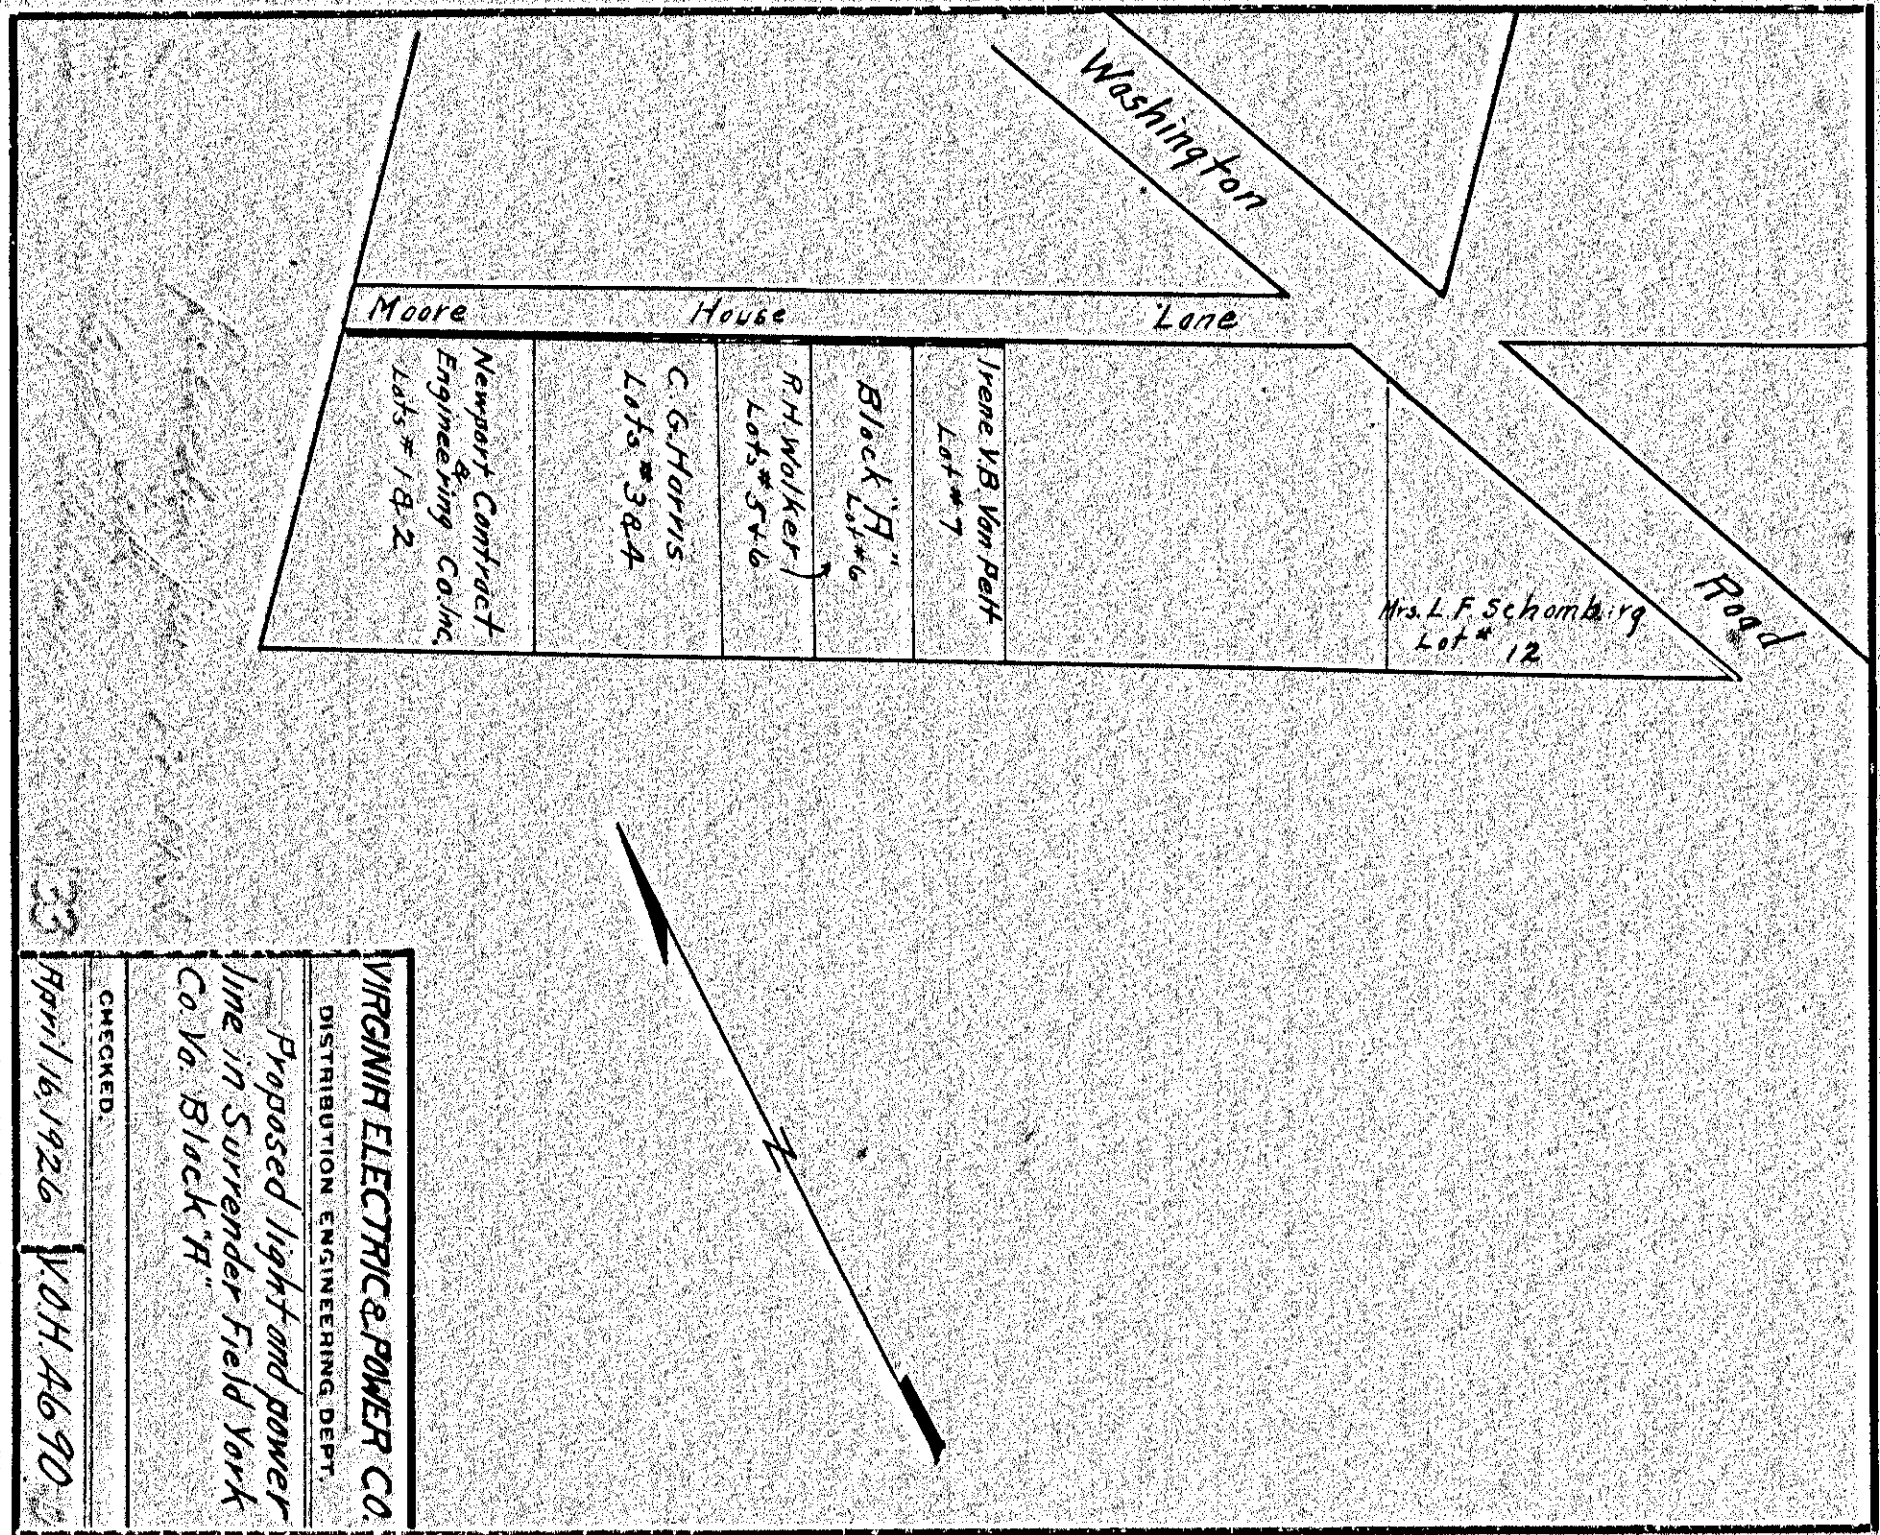 Washington
Road
Moore House Lane
Newport Contract
&
Engineering Co. Inc.
Lots # 1 & 2
C. G. Harris
Lots # 3 & 4
R. H. Walker
Lots # 5 + 6
Block "A"
Lot # 6
Irene V.B. Van Pelt
Lot # 7
Mrs. L. F. Schomburg
Lot # 12
N
33
VIRGINIA ELECTRIC & POWER CO.
DISTRIBUTION ENGINEERING DEPT.
Proposed light and power
line in Surrender Field York
Co. Va. Block "A"
CHECKED.
April 16, 1926 V.O.H. A6790